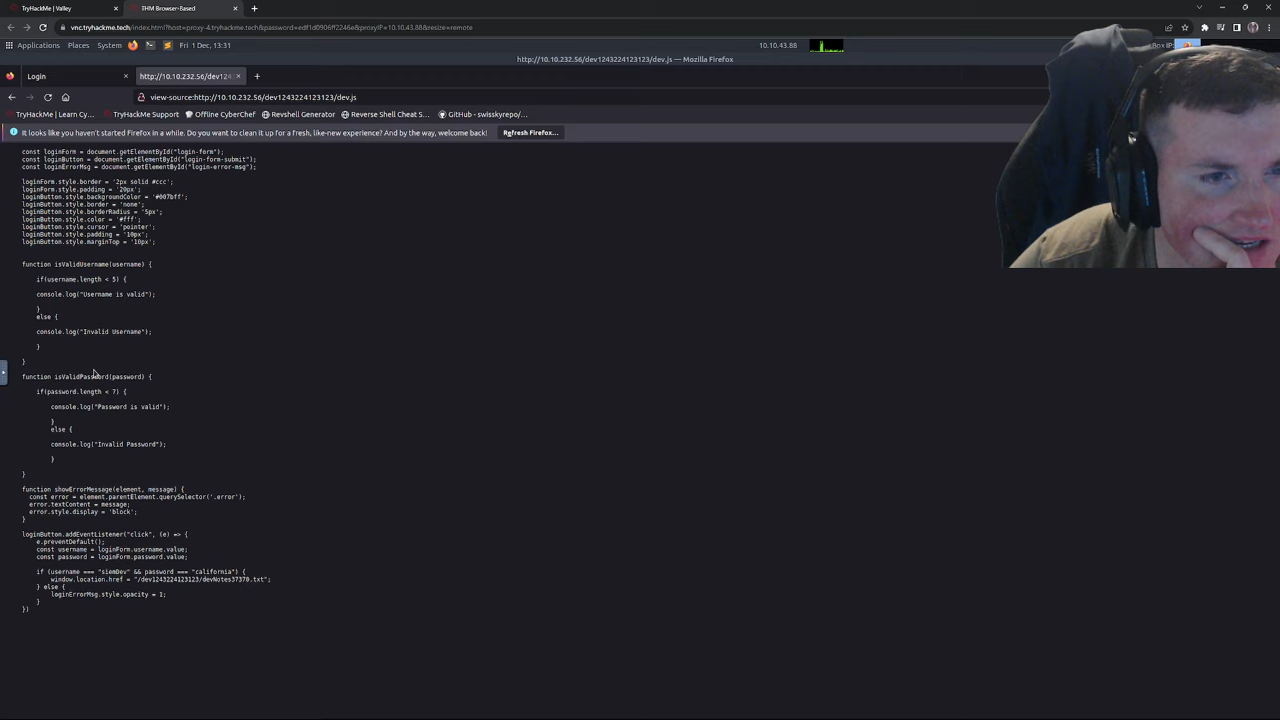 TryHackMe | Valley
THM Browser-Based
vnc.tryhackme.tech/index.html?host=proxy-4.tryhackme.tech&password=edf1d0906ff2246e&proxyIP=10.10.43.88&resize=remote
Applications Places System Fri 1 Dec, 13:31 10.10.43.88
http://10.10.232.56/dev1243224123123/dev.js — Mozilla Firefox
Login
http://10.10.232.56/dev1243
view-source:http://10.10.232.56/dev1243224123123/dev.js
TryHackMe | Learn Cy... TryHackMe Support Offline CyberChef Revshell Generator Reverse Shell Cheat S... GitHub - swisskyrepo/...
It looks like you haven't started Firefox in a while. Do you want to clean it up for a fresh, like-new experience? And by the way, welcome back! Refresh Firefox...
const loginForm = document.getElementById("login-form");
const loginButton = document.getElementById("login-form-submit");
const loginErrorMsg = document.getElementById("login-error-msg");
loginForm.style.border = '2px solid #ccc';
loginForm.style.padding = '20px';
loginButton.style.backgroundColor = '#007bff';
loginButton.style.border = 'none';
loginButton.style.borderRadius = '5px';
loginButton.style.color = '#fff';
loginButton.style.cursor = 'pointer';
loginButton.style.padding = '10px';
loginButton.style.marginTop = '10px';
function isValidUsername(username) {
if(username.length < 5) {
console.log("Username is valid");
}
else {
console.log("Invalid Username");
}
}
function isValidPassword(password) {
if(password.length < 7) {
console.log("Password is valid");
}
else {
console.log("Invalid Password");
}
}
function showErrorMessage(element, message) {
const error = element.parentElement.querySelector('.error');
error.textContent = message;
error.style.display = 'block';
}
loginButton.addEventListener("click", (e) => {
e.preventDefault();
const username = loginForm.username.value;
const password = loginForm.password.value;
if (username === "siemDev" && password === "california") {
window.location.href = "/dev1243224123123/devNotes37370.txt";
} else {
loginErrorMsg.style.opacity = 1;
}
})